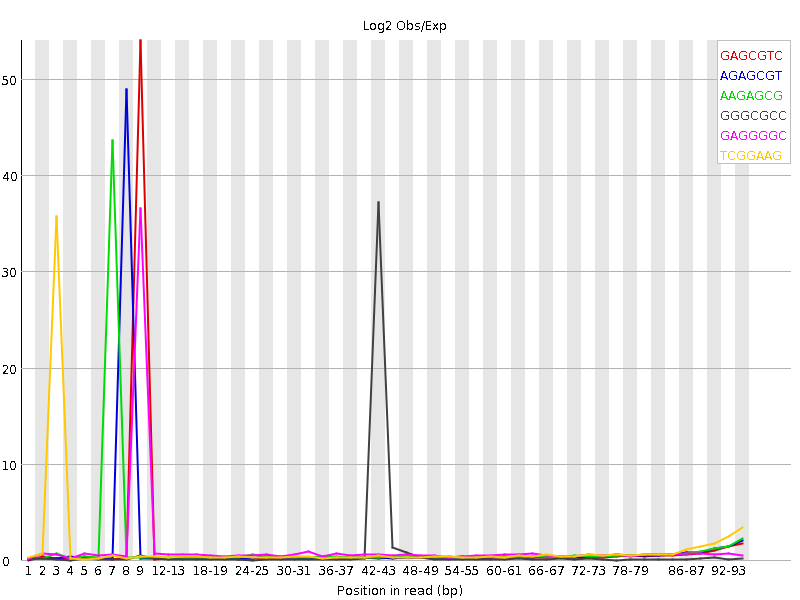 Log2 Obs/Exp
GAGCGTC
AGAGCGT
AAGAGCG
GGGCGCC
GAGGGGC
TCGGAAG
50
40
30
20
10
0
1 2 3 4 5 6 7 8 9 12-13 18-19 24-25 30-31 36-37 42-43 48-49 54-55 60-61 66-67 72-73 78-79 86-87 92-93
Position in read (bp)